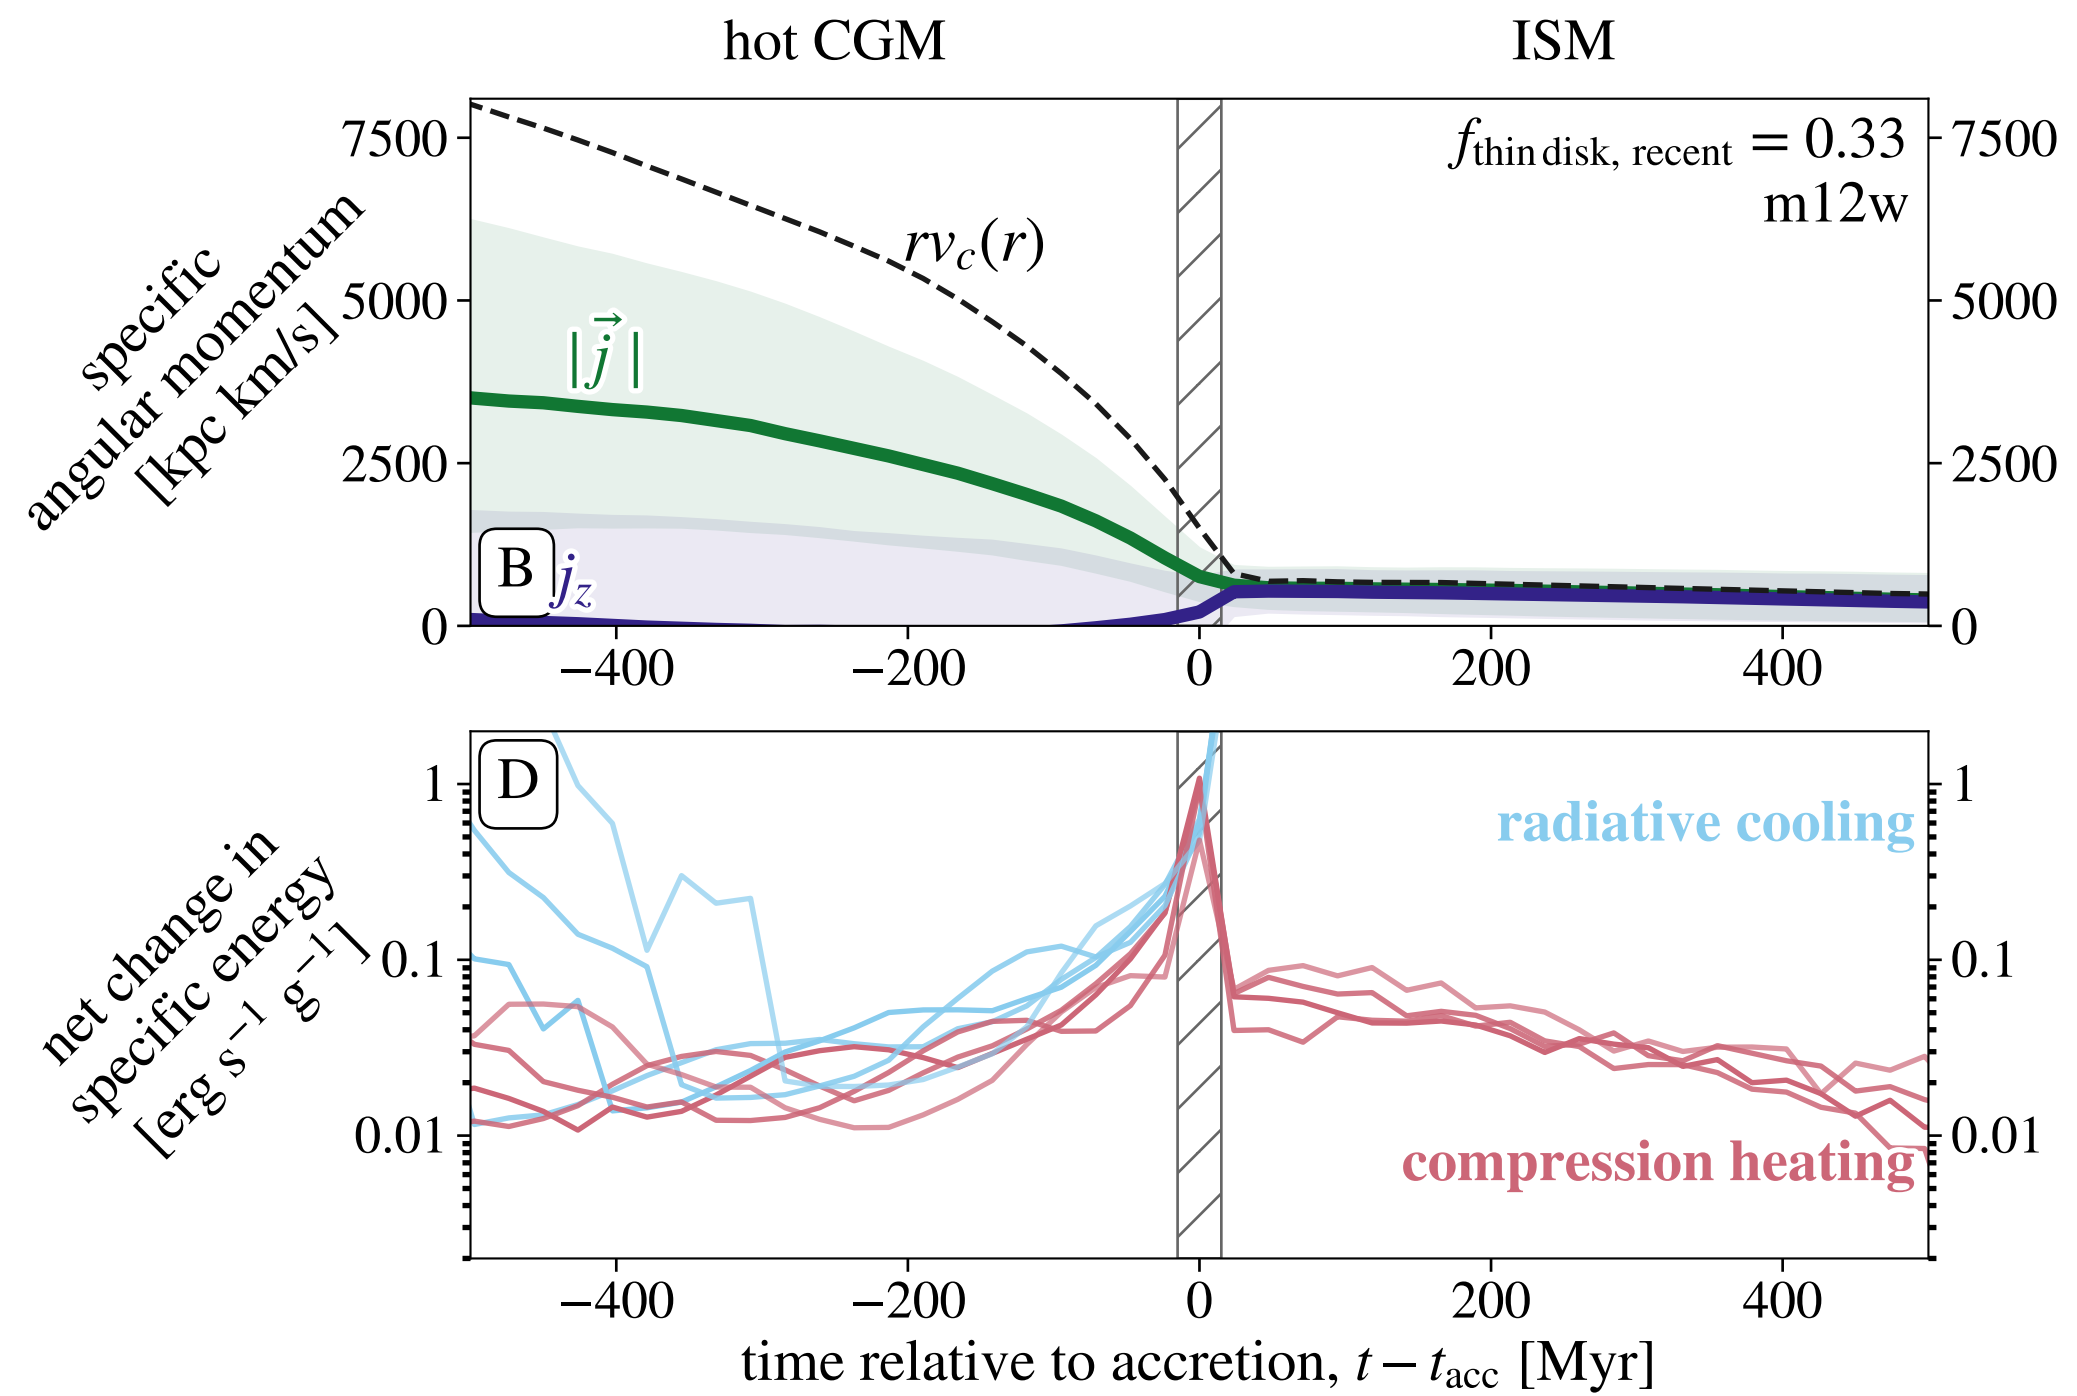 hot CGM
ISM
specific
angular momentum
[kpc km/s]
7500
5000
2500
0
7500
5000
2500
0
f_thin disk, recent = 0.33
m12w
rv_c(r)
|j⃗|
B
j_z
−400
−200
0
200
400
net change in
specific energy
[erg s⁻¹ g⁻¹]
1
0.1
0.01
1
0.1
0.01
D
radiative cooling
compression heating
−400
−200
0
200
400
time relative to accretion, t − t_acc [Myr]